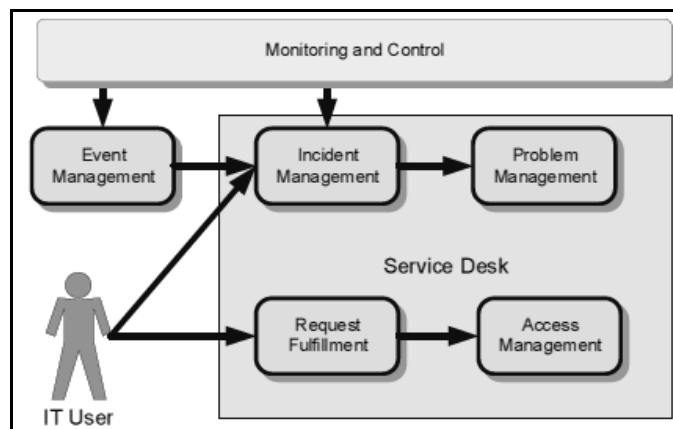 Monitoring and Control
Event
Management
Incident
Management
Problem
Management
Service Desk
Request
Fulfillment
Access
Management
IT User